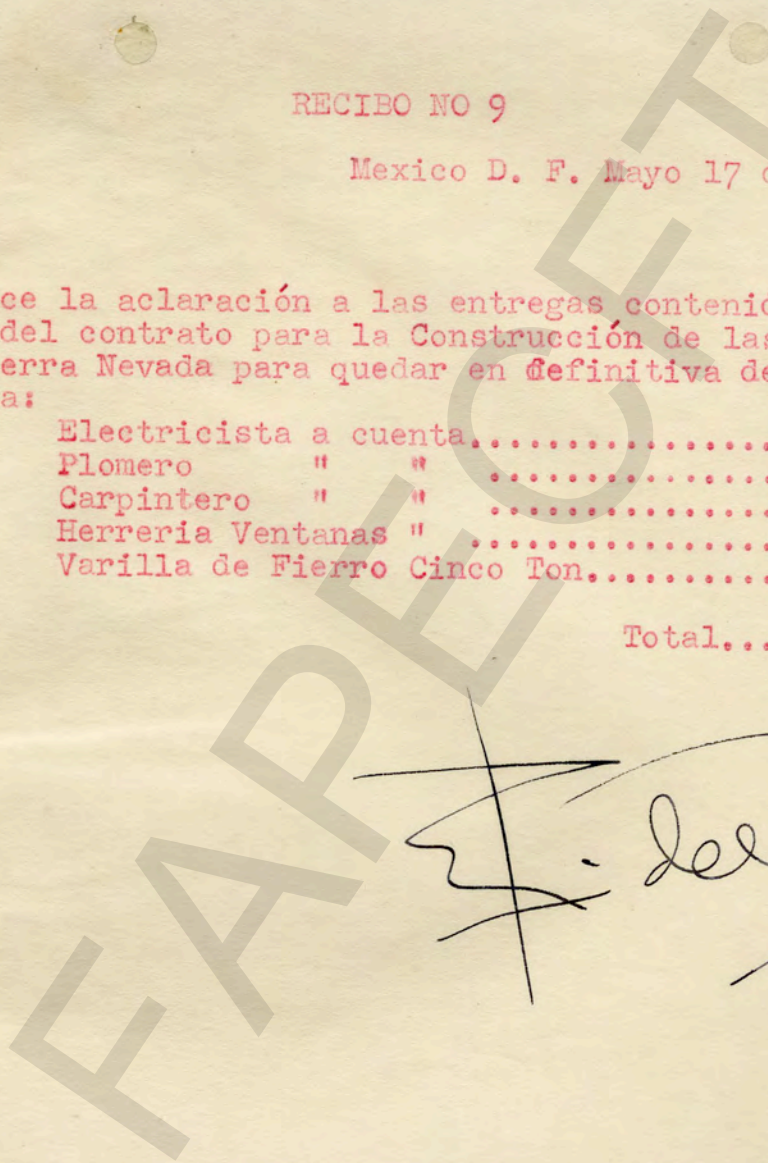 RECIBO NO 9
Mexico D. F. Mayo 17
ce la aclaración a las entregas contenid
del contrato para la Construcción de las
erra Nevada para quedar en definitiva de
a:
Electricista a cuenta................
Plomero " " ..............
Carpintero " " ..............
Herreria Ventanas " ...............
Varilla de Fierro Cinco Ton..........
Total...
del
FAPECFT.